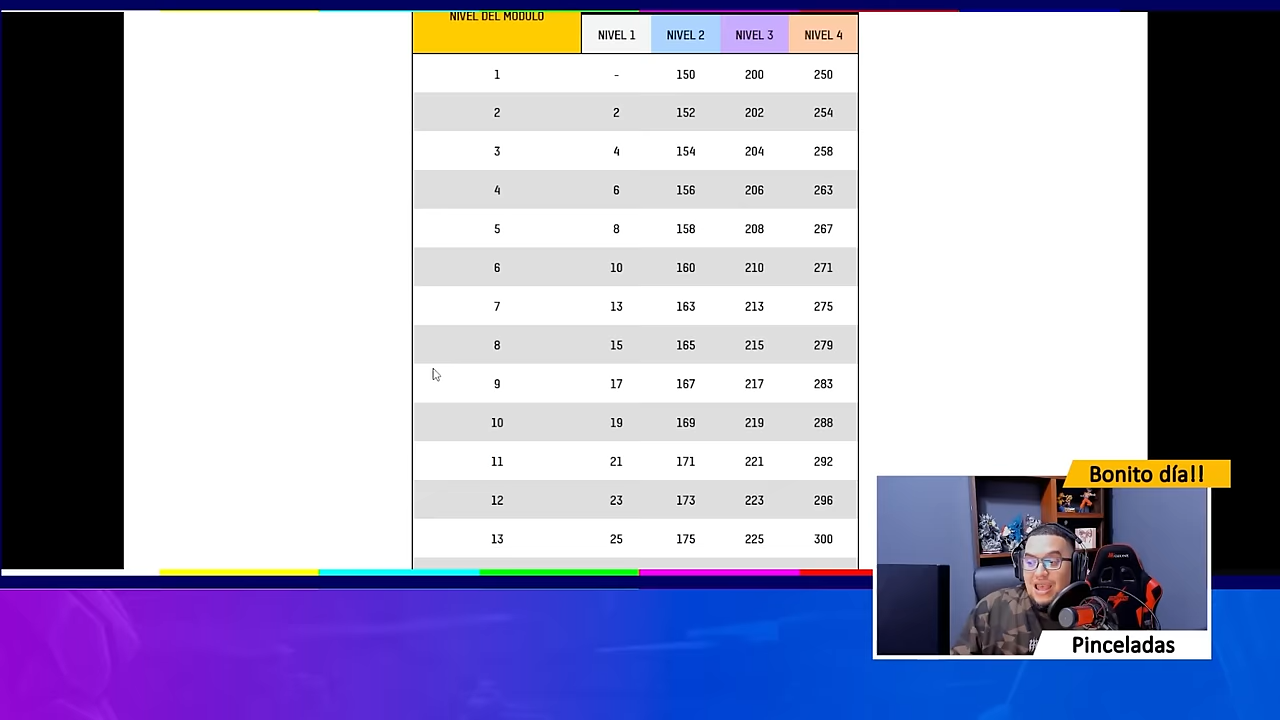 NIVEL DEL MODULO NIVEL 1 NIVEL 2 NIVEL 3 NIVEL 4
1 - 150 200 250
2 2 152 202 254
3 4 154 204 258
4 6 156 206 263
5 8 158 208 267
6 10 160 210 271
7 13 163 213 275
8 15 165 215 279
9 17 167 217 283
10 19 169 219 288
11 21 171 221 292
12 23 173 223 296
13 25 175 225 300
Bonito día!!
Pinceladas